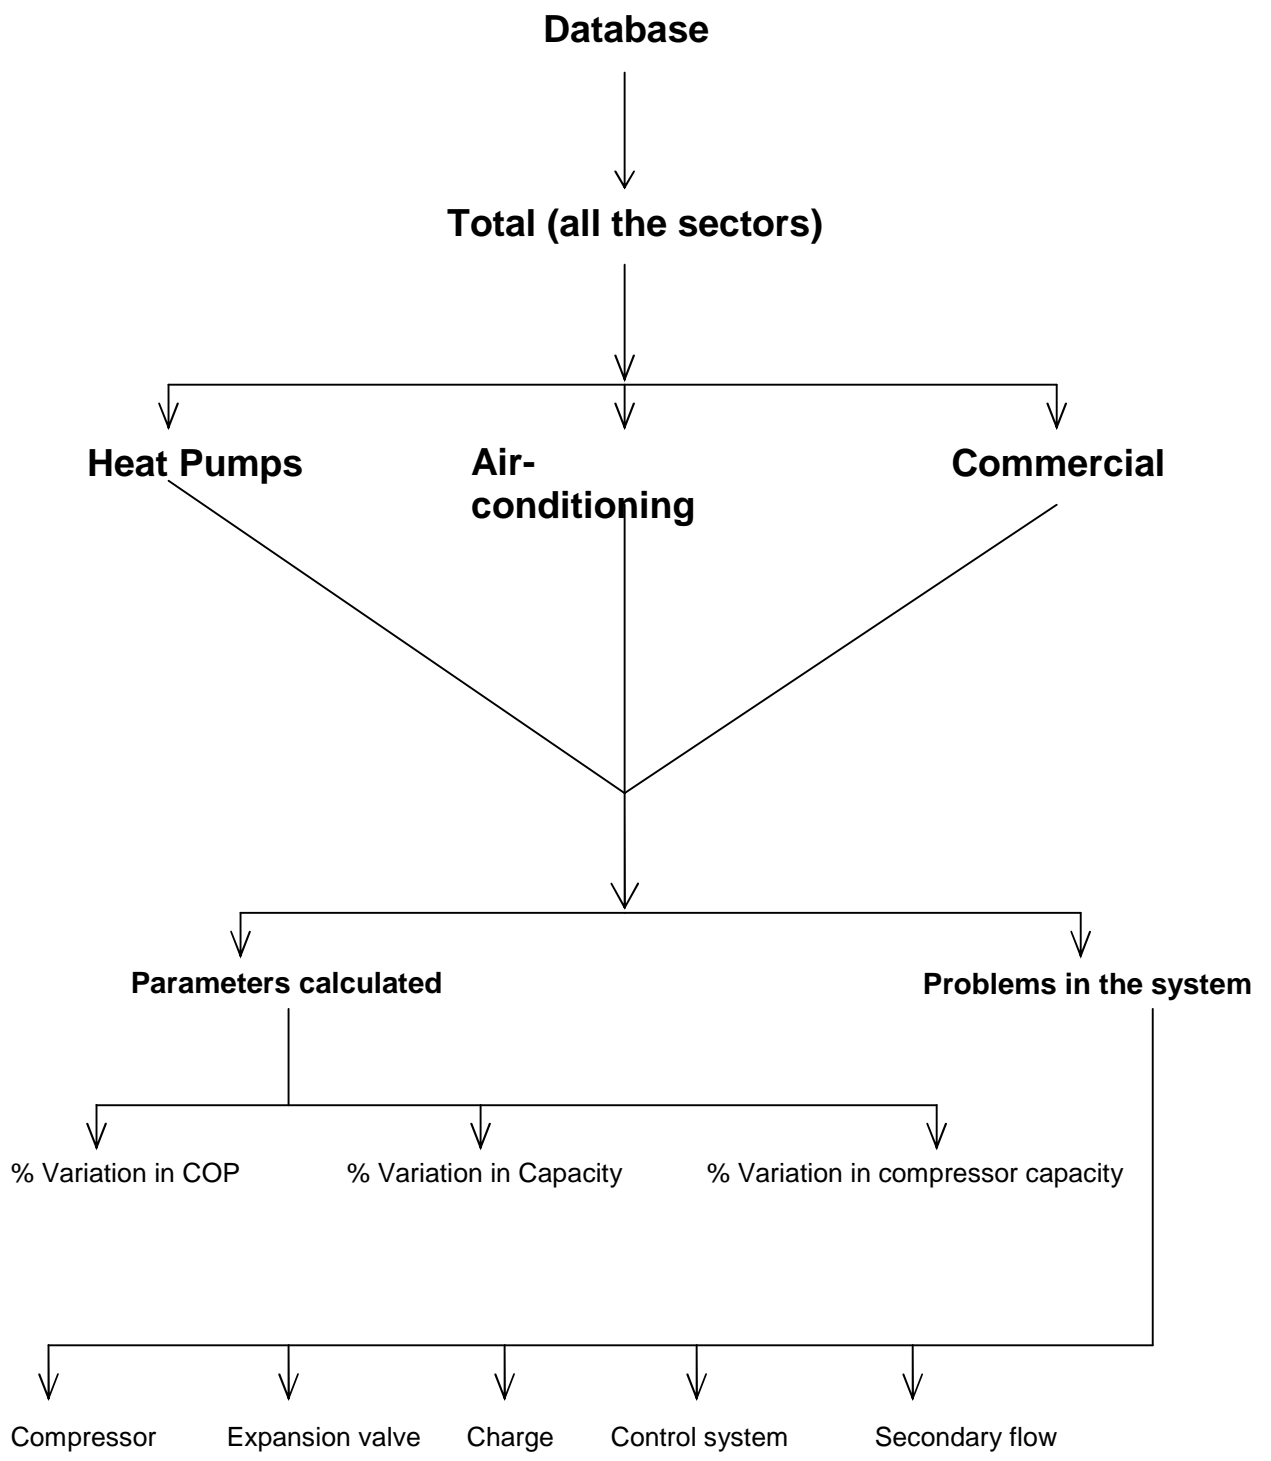 Database
Total (all the sectors)
Heat Pumps
Air-
conditioning
Commercial
Parameters calculated
Problems in the system
% Variation in COP
% Variation in Capacity
% Variation in compressor capacity
Compressor
Expansion valve
Charge
Control system
Secondary flow